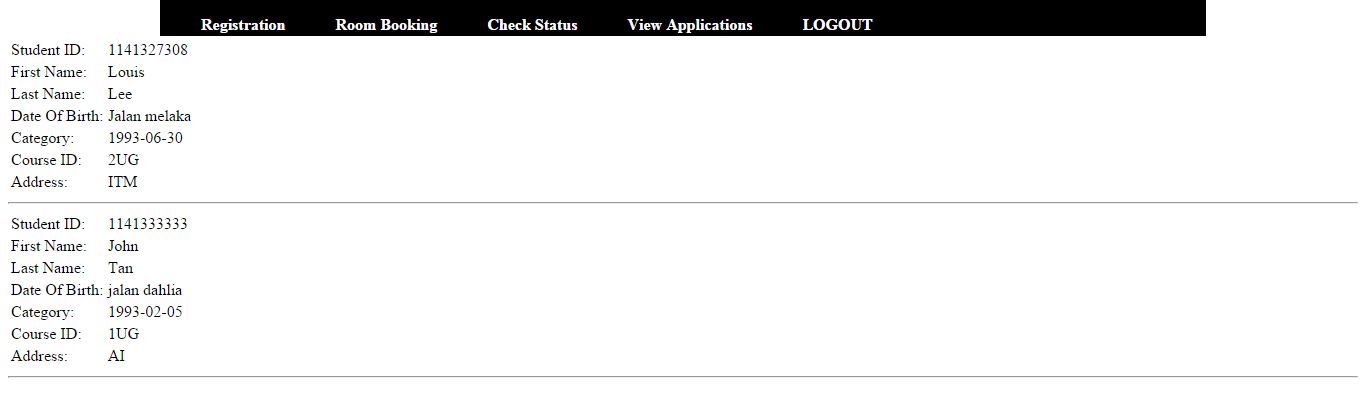 Registration Room Booking Check Status View Applications LOGOUT
Student ID: 1141327308
First Name: Louis
Last Name: Lee
Date Of Birth: Jalan melaka
Category: 1993-06-30
Course ID: 2UG
Address: ITM
Student ID: 1141333333
First Name: John
Last Name: Tan
Date Of Birth: jalan dahlia
Category: 1993-02-05
Course ID: 1UG
Address: AI